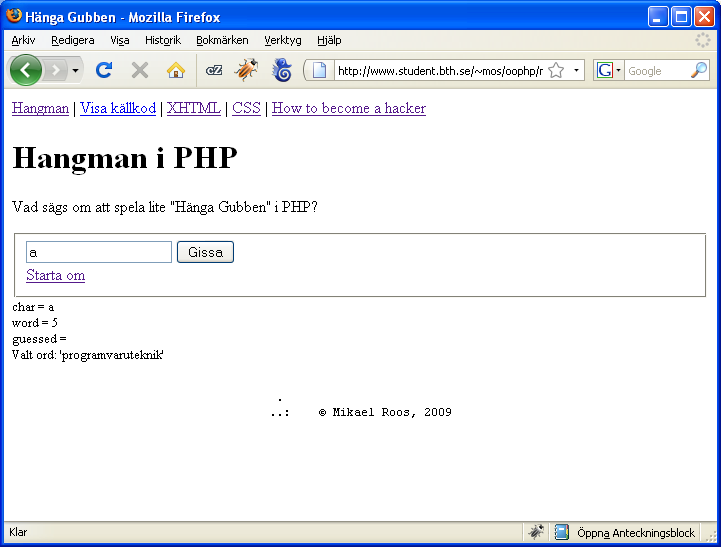 Hänga Gubben - Mozilla Firefox
Arkiv Redigera Visa Historik Bokmärken Verktyg Hjälp
http://www.student.bth.se/~mos/oophp/r Google
Hangman | Visa källkod | XHTML | CSS | How to become a hacker
Hangman i PHP
Vad sägs om att spela lite "Hänga Gubben" i PHP?
a Gissa
Starta om
char = a
word = 5
guessed =
Valt ord: 'programvaruteknik'
.
..: © Mikael Roos, 2009
Klar Öppna Anteckningsblock